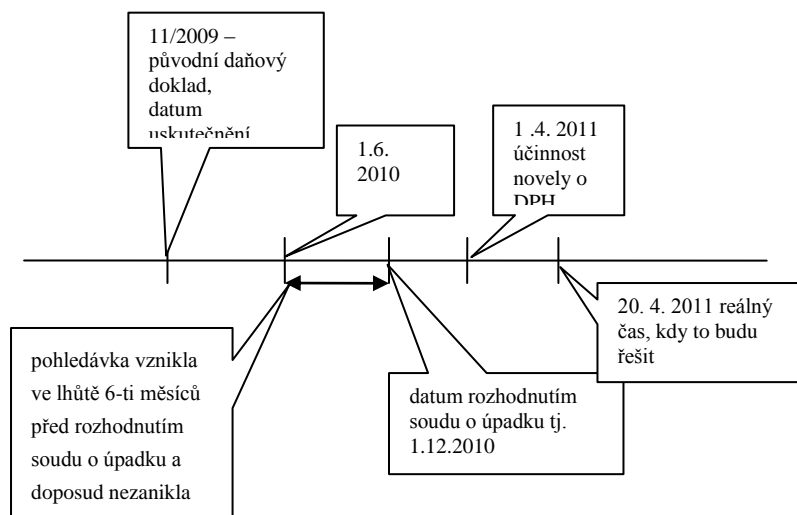 11/2009 –
původní daňový
doklad,
datum
uskutečnění
1.6.
2010
1 .4. 2011
účinnost
novely o
DPH
20. 4. 2011 reálný
čas, kdy to budu
řešit
pohledávka vznikla
ve lhůtě 6-ti měsíců
před rozhodnutím
soudu o úpadku a
doposud nezanikla
datum rozhodnutím
soudu o úpadku tj.
1.12.2010